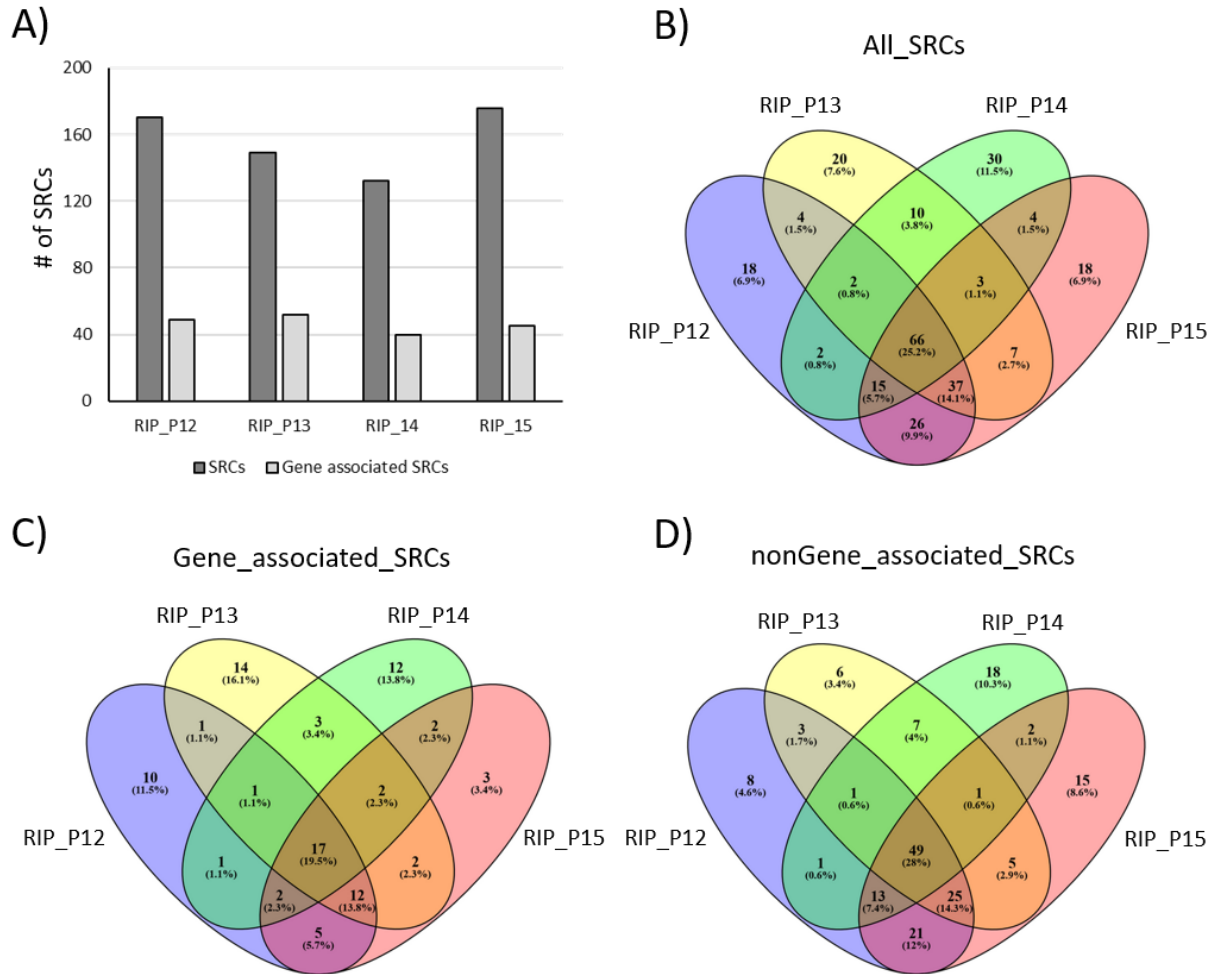 A)
200
160
120
80
40
0
# of SRCs
RIP_P12 RIP_P13 RIP_14 RIP_15
SRCs Gene associated SRCs
B)
All_SRCs
RIP_P13 RIP_P14
20 30
(7.6%) (11.5%)
4 10 4
(1.5%) (3.8%) (1.5%)
18 2 3 18
(6.9%) (0.8%) (1.1%) (6.9%)
RIP_P12 RIP_P15
66
(25.2%)
2 7
(0.8%) (2.7%)
15 37
(5.7%) (14.1%)
26
(9.9%)
C)
Gene_associated_SRCs
RIP_P13 RIP_P14
14 12
(16.1%) (13.8%)
1 3 2
(1.1%) (3.4%) (2.3%)
10 1 2 3
(11.5%) (1.1%) (2.3%) (3.4%)
RIP_P12 RIP_P15
17
(19.5%)
1 2
(1.1%) (2.3%)
2 12
(2.3%) (13.8%)
5
(5.7%)
D)
nonGene_associated_SRCs
RIP_P13 RIP_P14
6 18
(3.4%) (10.3%)
3 7 2
(1.7%) (4%) (1.1%)
8 1 1 15
(4.6%) (0.6%) (0.6%) (8.6%)
RIP_P12 RIP_P15
49
(28%)
1 5
(0.6%) (2.9%)
13 25
(7.4%) (14.3%)
21
(12%)